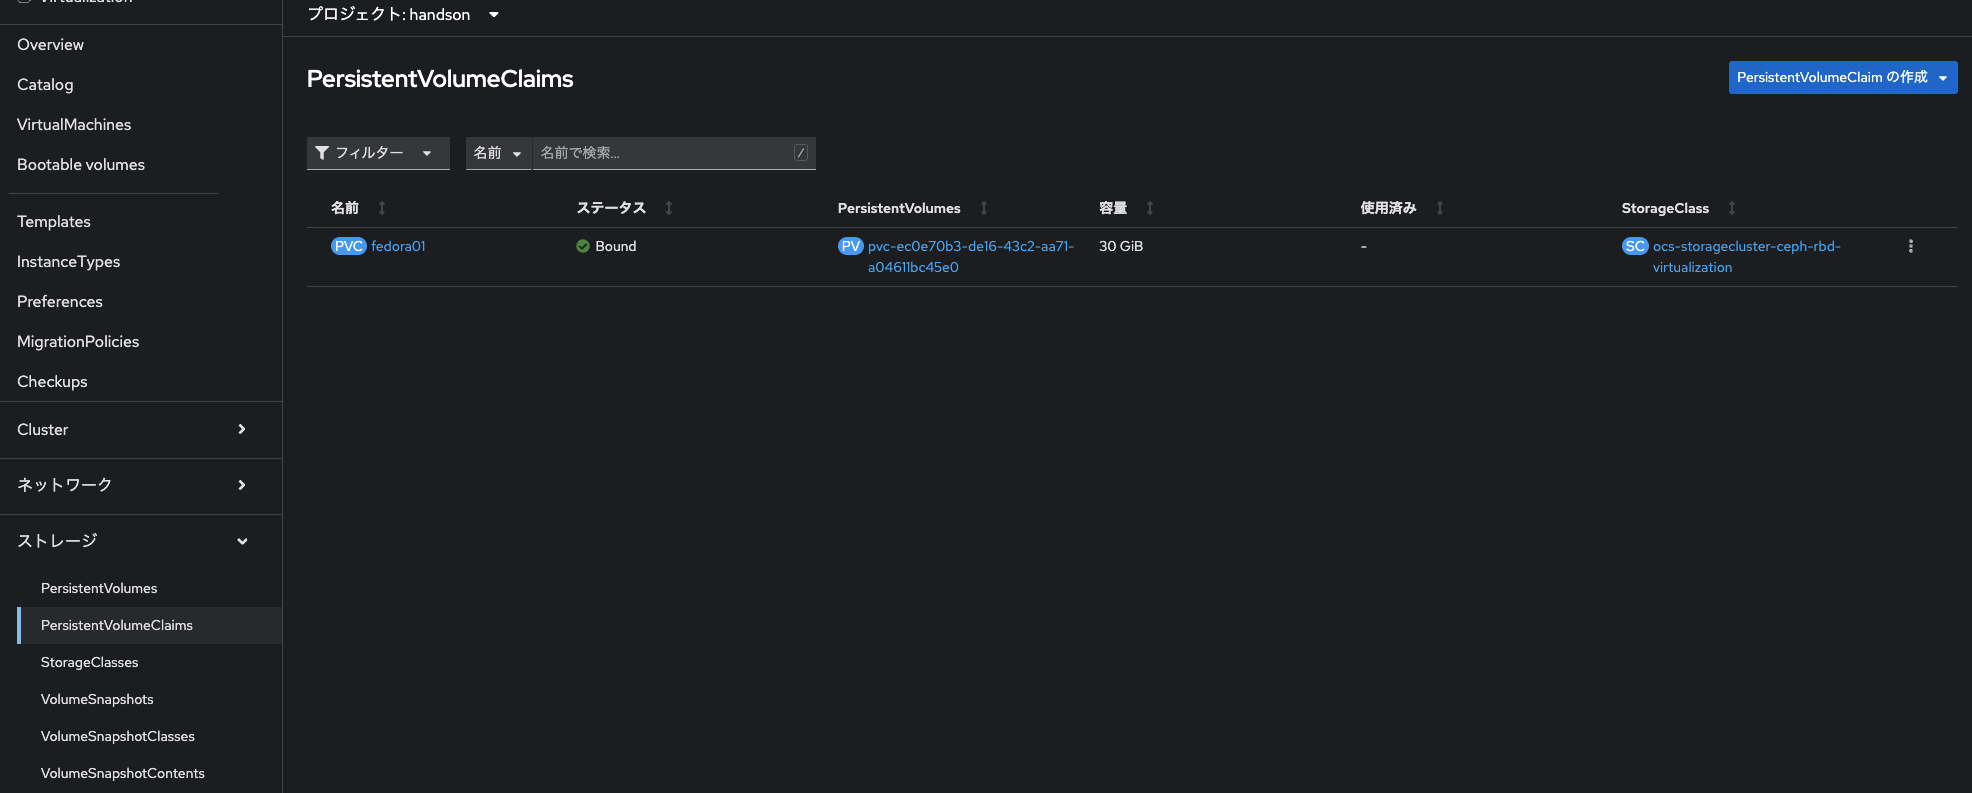 Virtualization
Overview
Catalog
VirtualMachines
Bootable volumes
Templates
InstanceTypes
Preferences
MigrationPolicies
Checkups
Cluster
ネットワーク
ストレージ
PersistentVolumes
PersistentVolumeClaims
StorageClasses
VolumeSnapshots
VolumeSnapshotClasses
VolumeSnapshotContents
プロジェクト: handson
PersistentVolumeClaims
PersistentVolumeClaim の作成
フィルター
名前
名前で検索...
/
名前 ステータス PersistentVolumes 容量 使用済み StorageClass
PVC fedora01 Bound PV pvc-ec0e70b3-de16-43c2-aa71- 30 GiB - SC ocs-storagecluster-ceph-rbd-
a04611bc45e0 virtualization